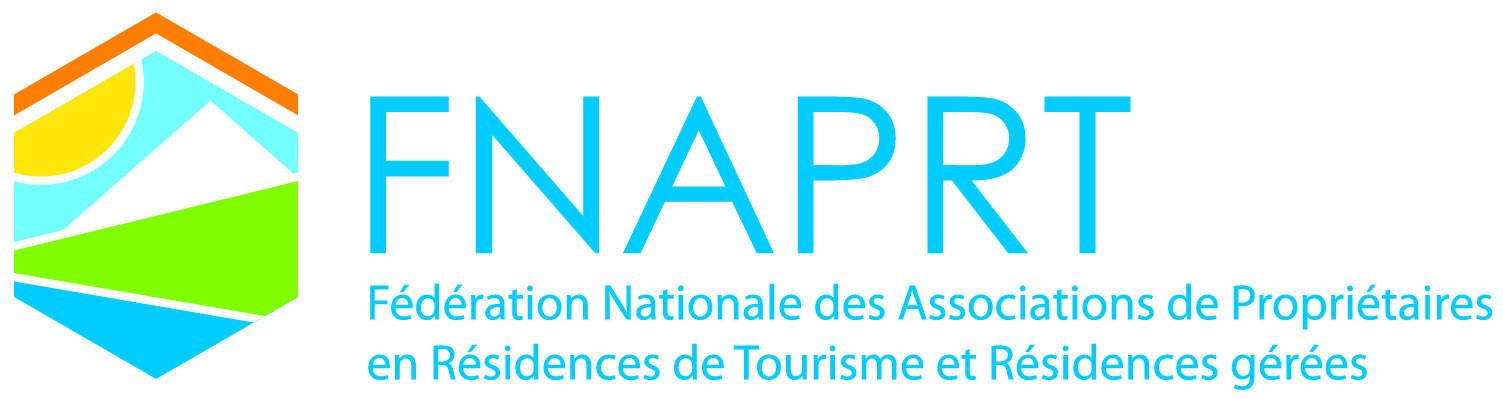 FNAPRT
Fédération Nationale des Associations de Propriétaires
en Résidences de Tourisme et Résidences gérées